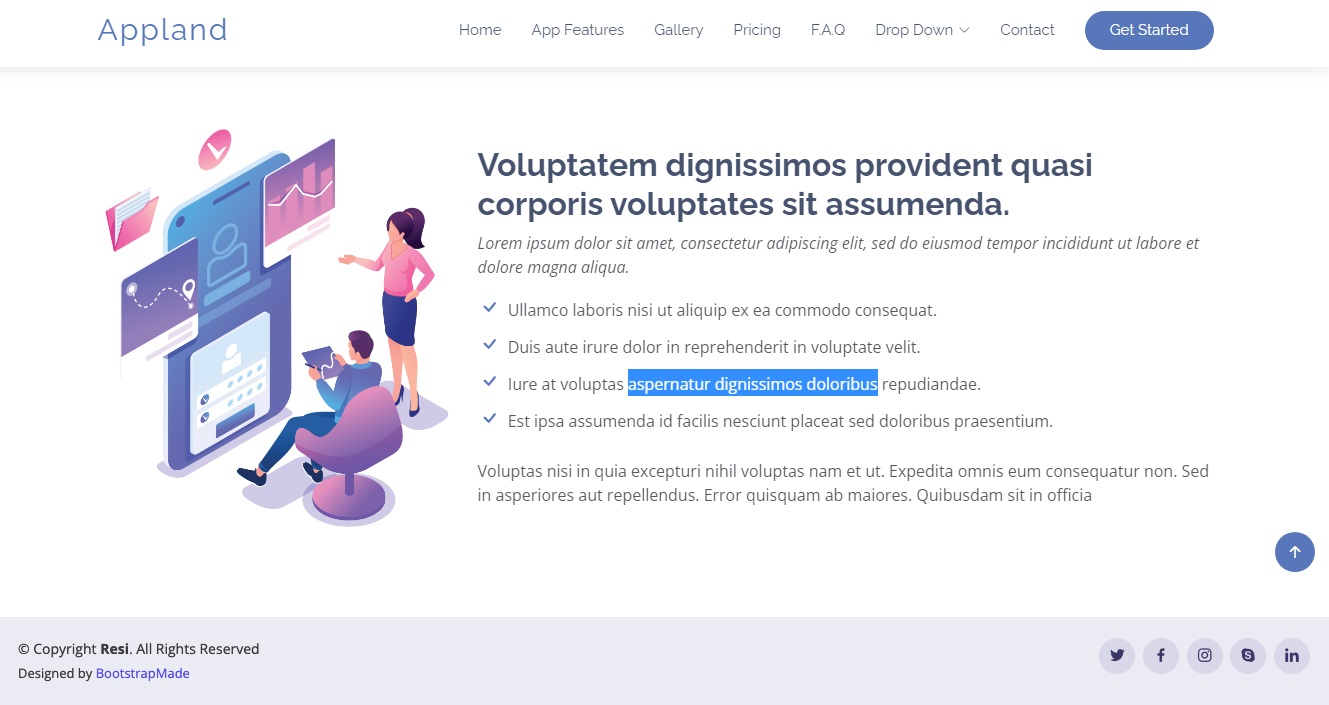 Appland
Home App Features Gallery Pricing F.A.Q Drop Down Contact Get Started
Voluptatem dignissimos provident quasi
corporis voluptates sit assumenda.
Lorem ipsum dolor sit amet, consectetur adipiscing elit, sed do eiusmod tempor incididunt ut labore et
dolore magna aliqua.
Ullamco laboris nisi ut aliquip ex ea commodo consequat.
Duis aute irure dolor in reprehenderit in voluptate velit.
Iure at voluptas aspernatur dignissimos doloribus repudiandae.
Est ipsa assumenda id facilis nesciunt placeat sed doloribus praesentium.
Voluptas nisi in quia excepturi nihil voluptas nam et ut. Expedita omnis eum consequatur non. Sed
in asperiores aut repellendus. Error quisquam ab maiores. Quibusdam sit in officia
© Copyright Resi. All Rights Reserved
Designed by BootstrapMade